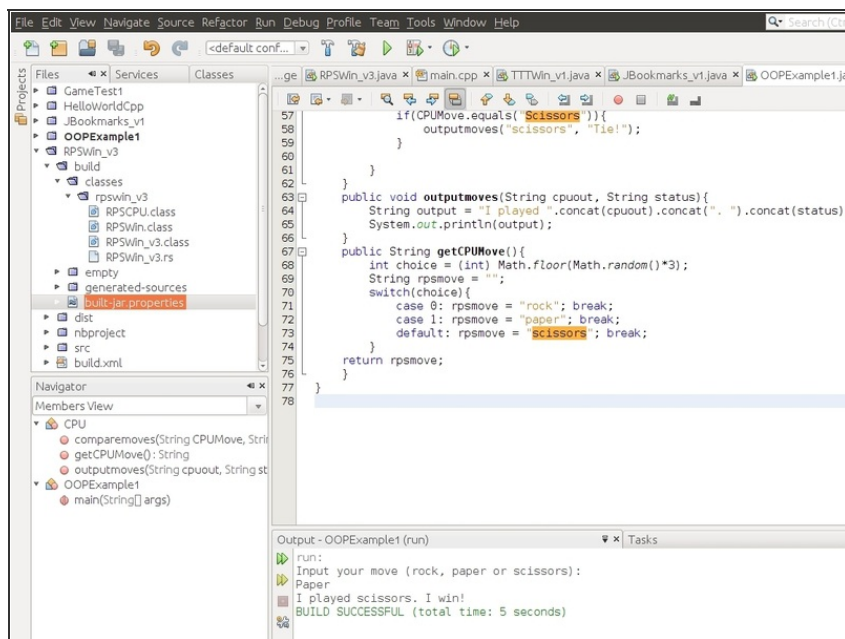 File Edit View Navigate Source Refactor Run Debug Profile Team Tools Window Help
Search (Ctr
<default conf...
Projects
Files
Services
Classes
GameTest1
HelloWorldCpp
JBookmarks_v1
OOPExample1
RPSWin_v3
build
classes
rpswin_v3
RPSCPU.class
RPSWin.class
RPSWin_v3.class
RPSWin_v3.rs
empty
generated-sources
built-jar.properties
dist
nbproject
src
build.xml
Navigator
Members View
CPU
comparemoves(String CPUMove, Stri
getCPUMove() : String
outputmoves(String cpuout, String st
OOPExample1
main(String[] args)
...ge RPSWin_v3.java main.cpp TTTWin_v1.java JBookmarks_v1.java OOPExample1.ja
57 if(CPUMove.equals("Scissors")){
58 outputmoves("scissors", "Tie!");
59 }
60
61 }
62 }
63 public void outputmoves(String cpuout, String status){
64 String output = "I played ".concat(cpuout).concat(". ").concat(status)
65 System.out.println(output);
66 }
67 public String getCPUMove(){
68 int choice = (int) Math.floor(Math.random()*3);
69 String rpsmove = "";
70 switch(choice){
71 case 0: rpsmove = "rock"; break;
72 case 1: rpsmove = "paper"; break;
73 default: rpsmove = "scissors"; break;
74 }
75 return rpsmove;
76 }
77 }
78
Output - OOPExample1 (run)
Tasks
run:
Input your move (rock, paper or scissors):
Paper
I played scissors. I win!
BUILD SUCCESSFUL (total time: 5 seconds)